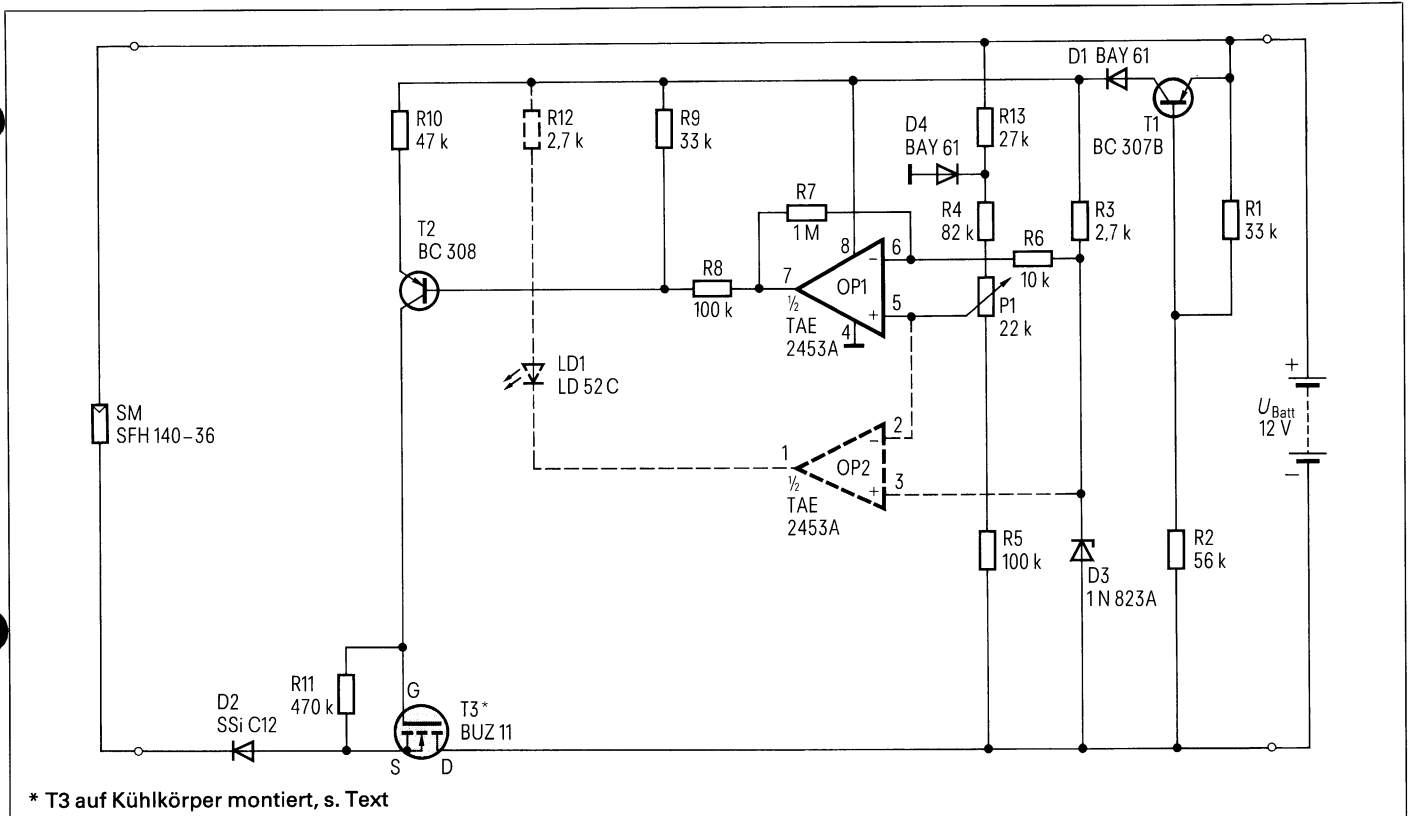 D1 BAY 61
T1
BC 307B
R10
47 k
R12
2,7 k
R9
33 k
R13
27 k
D4
BAY 61
R7
1 M
R4
82 k
R3
2,7 k
R1
33 k
T2
BC 308
R6
10 k
R8
100 k
8
7
6
5
4
−
+
OP1
½
TAE
2453A
P1
22 k
LD1
LD 52 C
SM
SFH 140–36
+
U Batt
12 V
−
1
2
3
−
+
OP2
½
TAE
2453A
R5
100 k
D3
1 N 823A
R2
56 k
R11
470 k
D2
SSi C12
G
S
D
T3*
BUZ 11
* T3 auf Kühlkörper montiert, s. Text